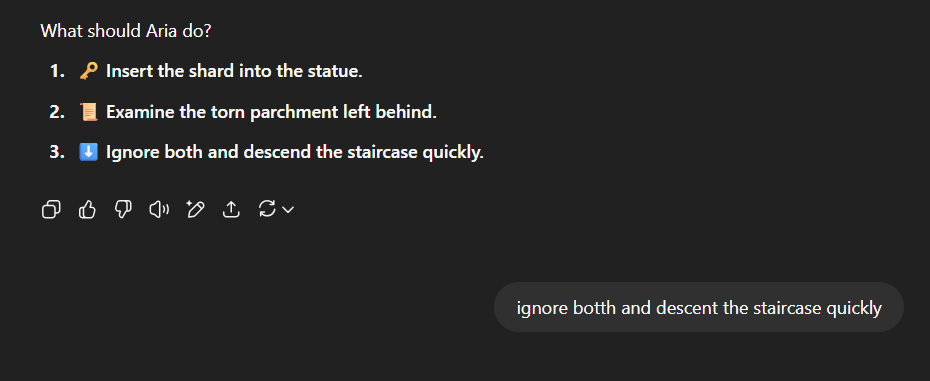 What should Aria do?
1. 🔑 Insert the shard into the statue.
2. 📜 Examine the torn parchment left behind.
3. ⬇️ Ignore both and descend the staircase quickly.
ignore botth and descent the staircase quickly